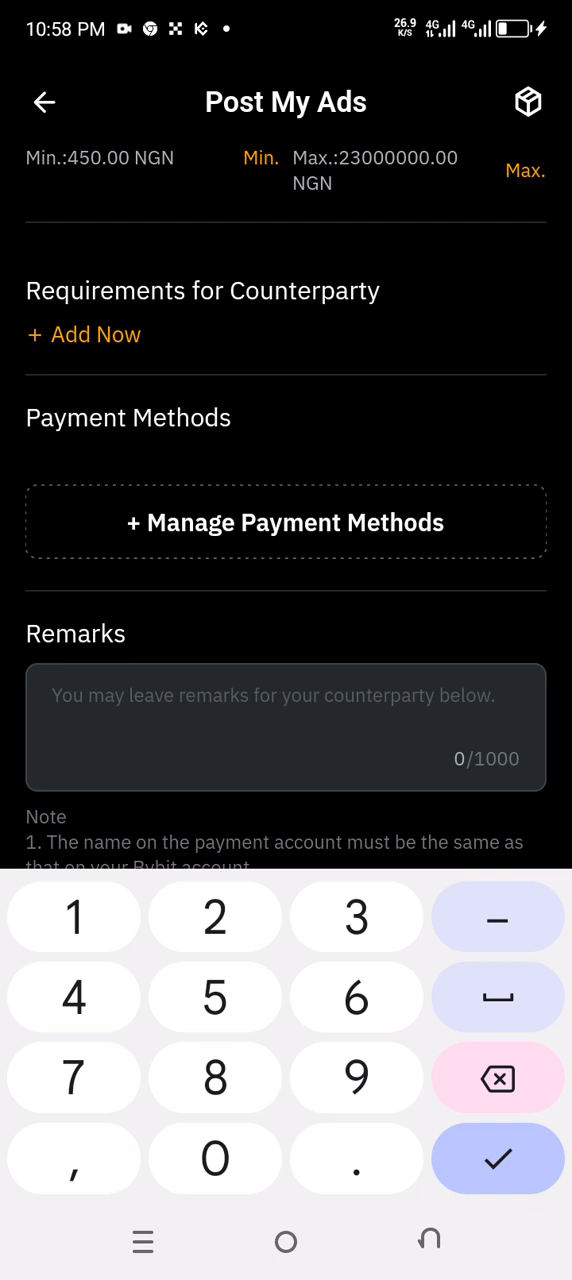 10:58 PM
26.9 K/S 4G 4G
Post My Ads
Min.:450.00 NGN Min. Max.:23000000.00 NGN Max.
Requirements for Counterparty
+ Add Now
Payment Methods
+ Manage Payment Methods
Remarks
You may leave remarks for your counterparty below.
0/1000
Note
1. The name on the payment account must be the same as
that on your Bybit account
1 2 3 –
4 5 6
7 8 9
, 0 .